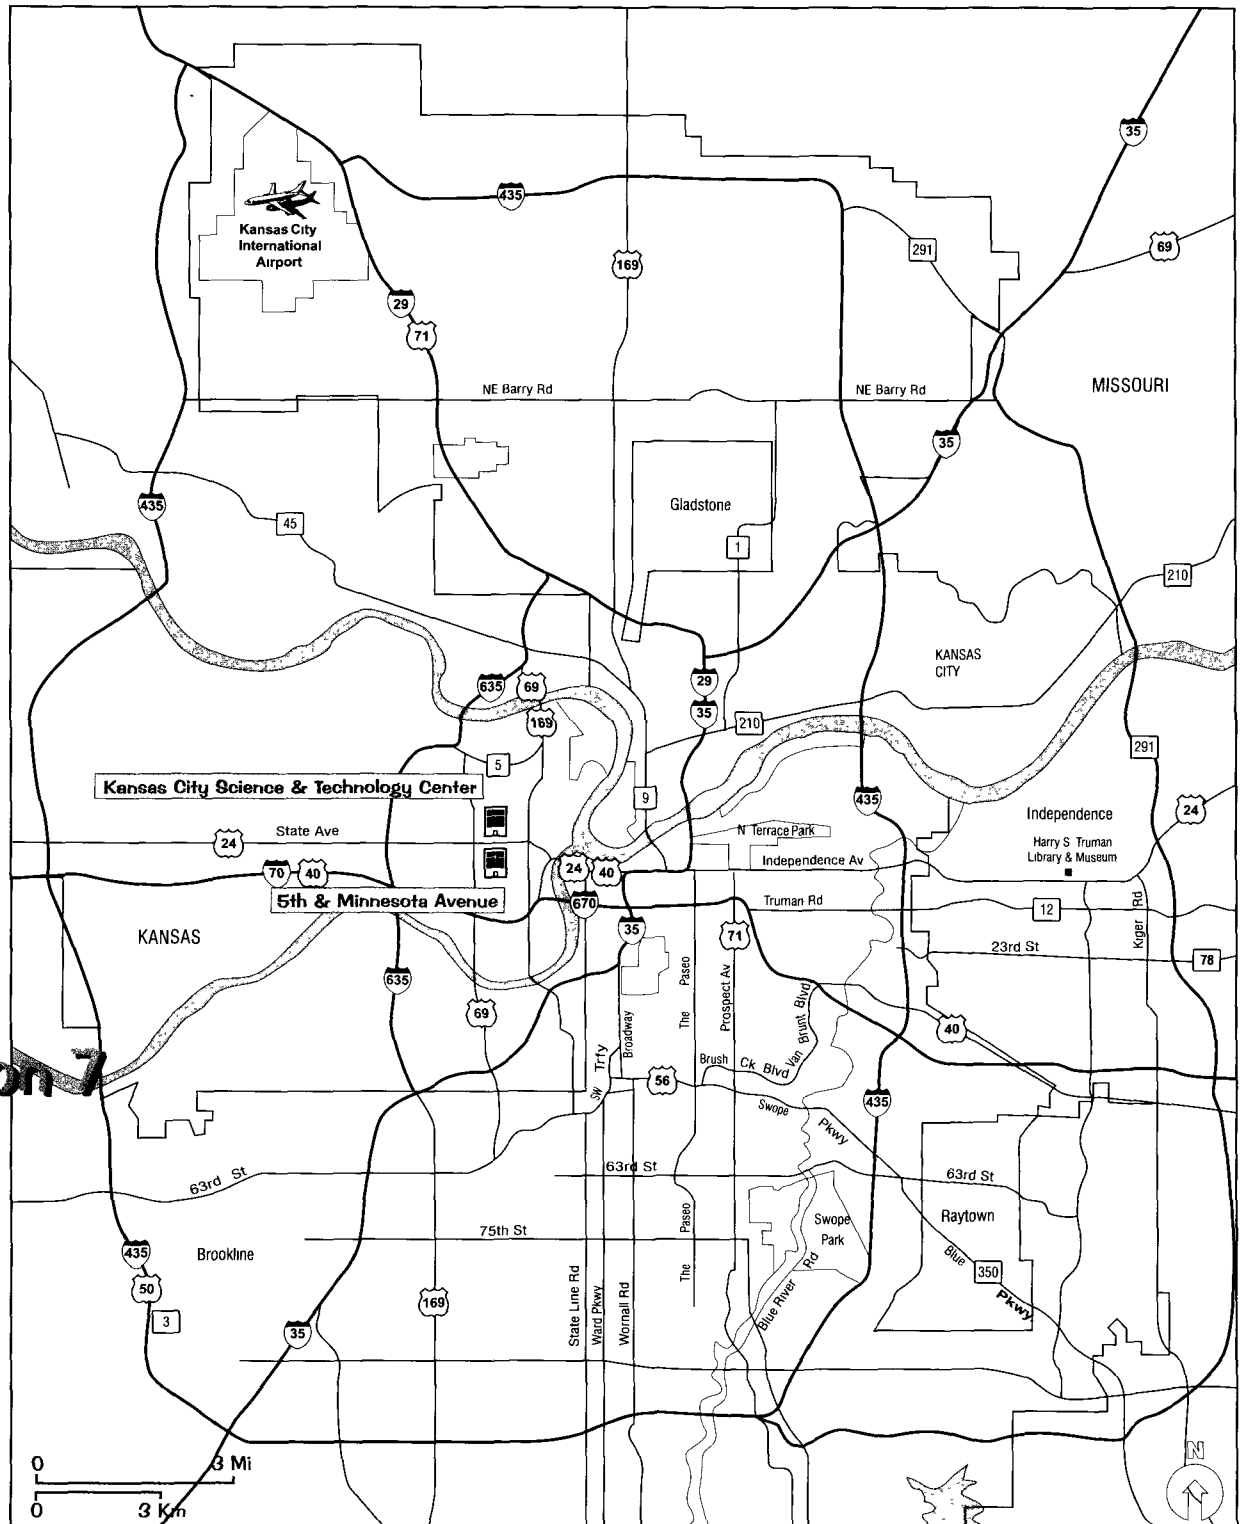 35
435
Kansas City
International
Airport
291
69
169
29
71
NE Barry Rd
NE Barry Rd
MISSOURI
35
435
45
Gladstone
1
210
KANSAS
CITY
635
69
29
169
35
210
291
5
Kansas City Science & Technology Center
9
435
24
Independence
State Ave
24
N Terrace Park
Harry S Truman
Library & Museum
Independence Av
70
40
24
40
5th & Minnesota Avenue
670
Truman Rd
12
Kiger Rd
KANSAS
35
71
23rd St
78
635
The Paseo
Prospect Av
69
Broadway
Van Brunt Blvd
40
on 7
SW Trfy
Brush Ck Blvd
56
435
Swope Pkwy
63rd St
63rd St
63rd St
Raytown
Swope
Park
75th St
The Paseo
Brookline
435
50
3
169
35
State Line Rd
Ward Pkwy
Wornall Rd
Blue River Rd
350
Blue Pkwy
0 3 Mi
0 3 Km
N